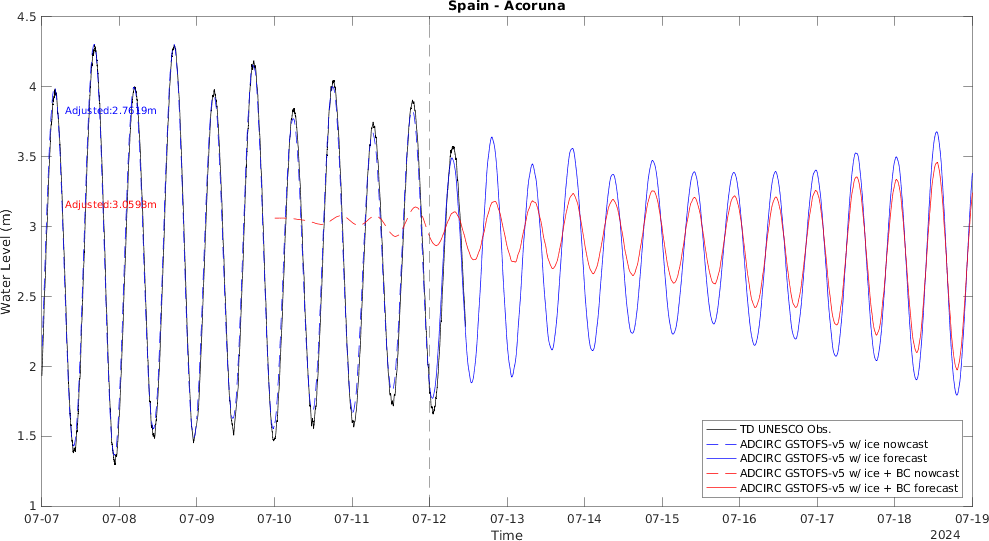 Spain - Acoruna
4.5
4
3.5
3
2.5
2
1.5
1
Water Level (m)
Adjusted:2.7619m
Adjusted:3.0593m
TD UNESCO Obs.
ADCIRC GSTOFS-v5 w/ ice nowcast
ADCIRC GSTOFS-v5 w/ ice forecast
ADCIRC GSTOFS-v5 w/ ice + BC nowcast
ADCIRC GSTOFS-v5 w/ ice + BC forecast
07-07 07-08 07-09 07-10 07-11 07-12 07-13 07-14 07-15 07-16 07-17 07-18 07-19
Time
2024